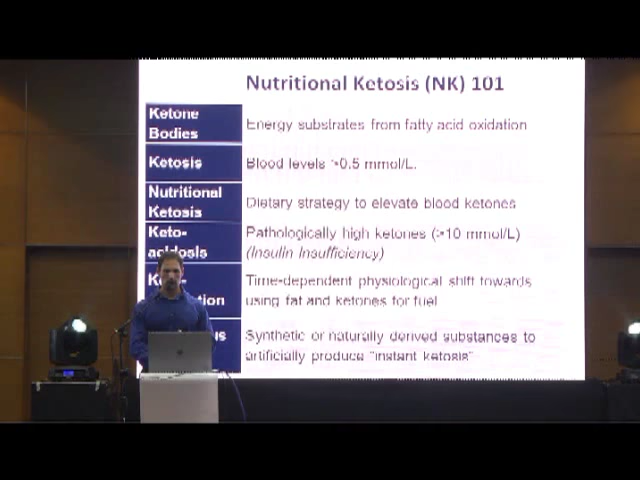 Nutritional Ketosis (NK) 101
Ketone
Bodies
Energy substrates from fatty acid oxidation
Ketosis
Blood levels >0.5 mmol/L.
Nutritional
Ketosis
Dietary strategy to elevate blood ketones
Keto-
acidosis
Pathologically high ketones (>10 mmol/L)
(Insulin Insufficiency)
Time-dependent physiological shift towards
using fat and ketones for fuel
Synthetic or naturally derived substances to
artificially produce "instant ketosis"